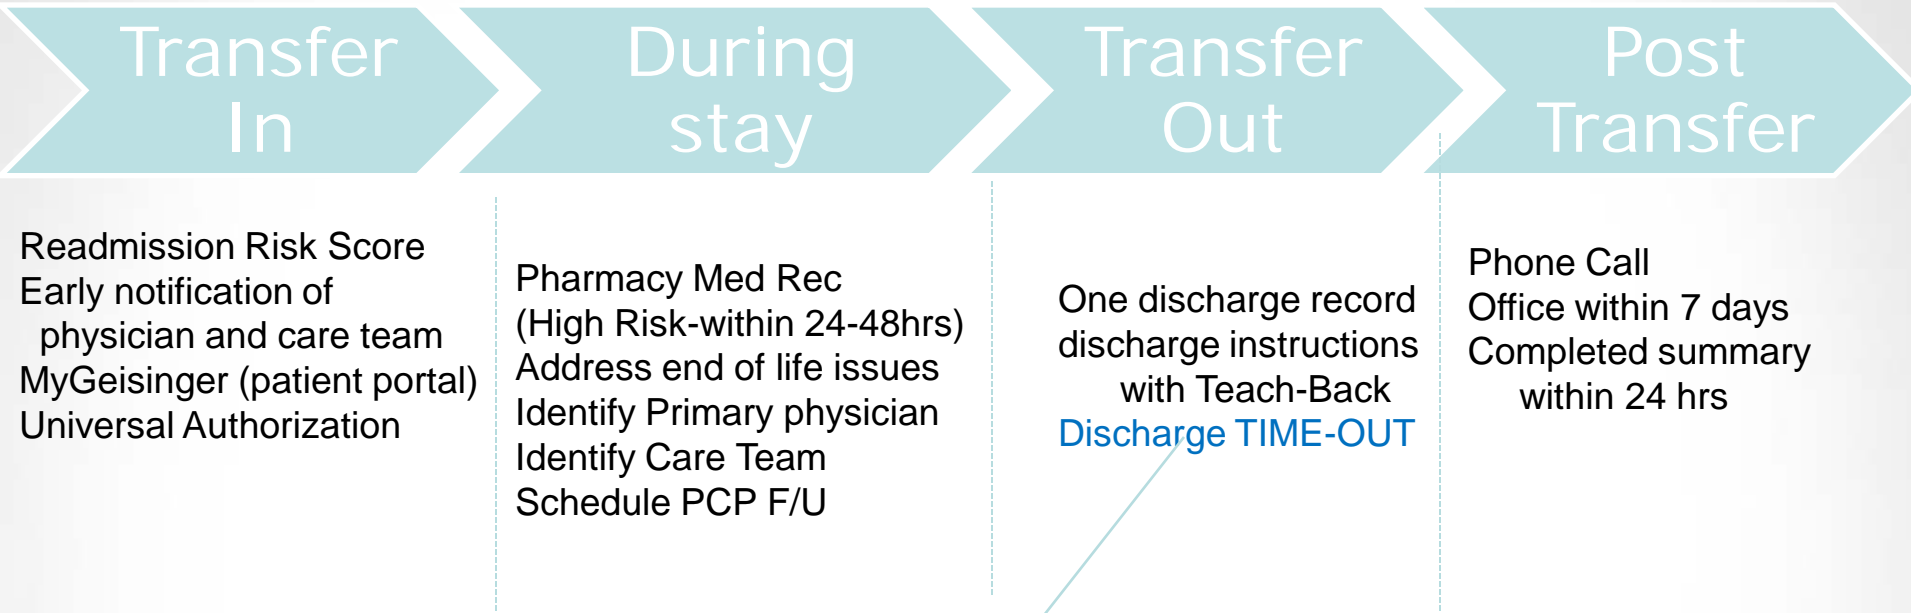 Transfer
In
During
stay
Transfer
Out
Post
Transfer
Readmission Risk Score
Early notification of
physician and care team
MyGeisinger (patient portal)
Universal Authorization
Pharmacy Med Rec
(High Risk-within 24-48hrs)
Address end of life issues
Identify Primary physician
Identify Care Team
Schedule PCP F/U
One discharge record
discharge instructions
with Teach-Back
Discharge TIME-OUT
Phone Call
Office within 7 days
Completed summary
within 24 hrs